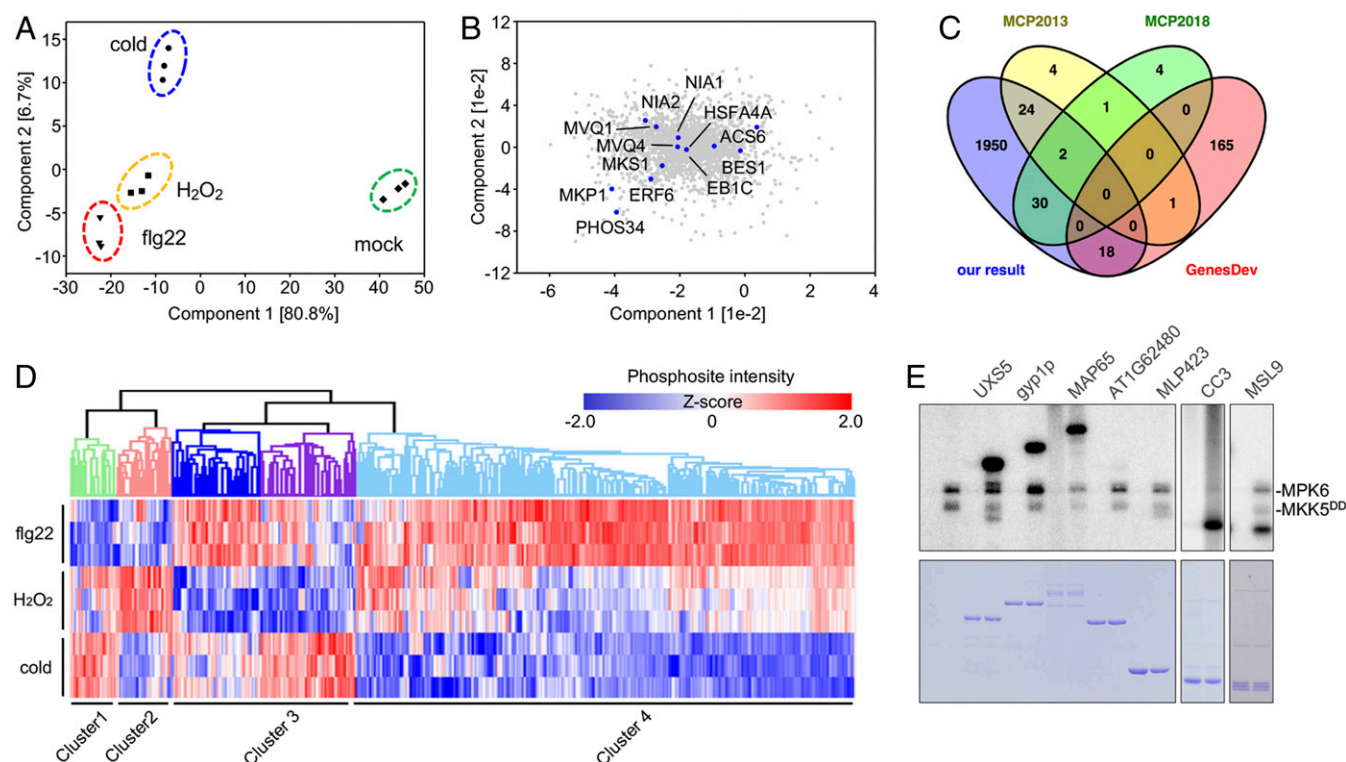 A
Component 2 [6.7%]
15
10
5
0
-5
-10
cold
H₂O₂
flg22
mock
-30 -20 -10 0 10 20 30 40 50
Component 1 [80.8%]
B
Component 2 [1e-2]
12
8
4
0
-4
-8
-12
NIA1
NIA2
HSFA4A
MVQ1
ACS6
MVQ4
MKS1
BES1
EB1C
MKP1
ERF6
PHOS34
-6 -4 -2 0 2 4
Component 1 [1e-2]
C
MCP2013
MCP2018
4
4
24
1
0
1950
2
0
165
30
0
1
0
0
18
our result
GenesDev
D
Phosphosite intensity
Z-score
-2.0 0 2.0
flg22
H₂O₂
cold
Cluster1
Cluster2
Cluster 3
Cluster 4
E
UXS5
gyp1p
MAP65
AT1G62480
MLP423
CC3
MSL9
-MPK6
-MKK5ᴰᴰ